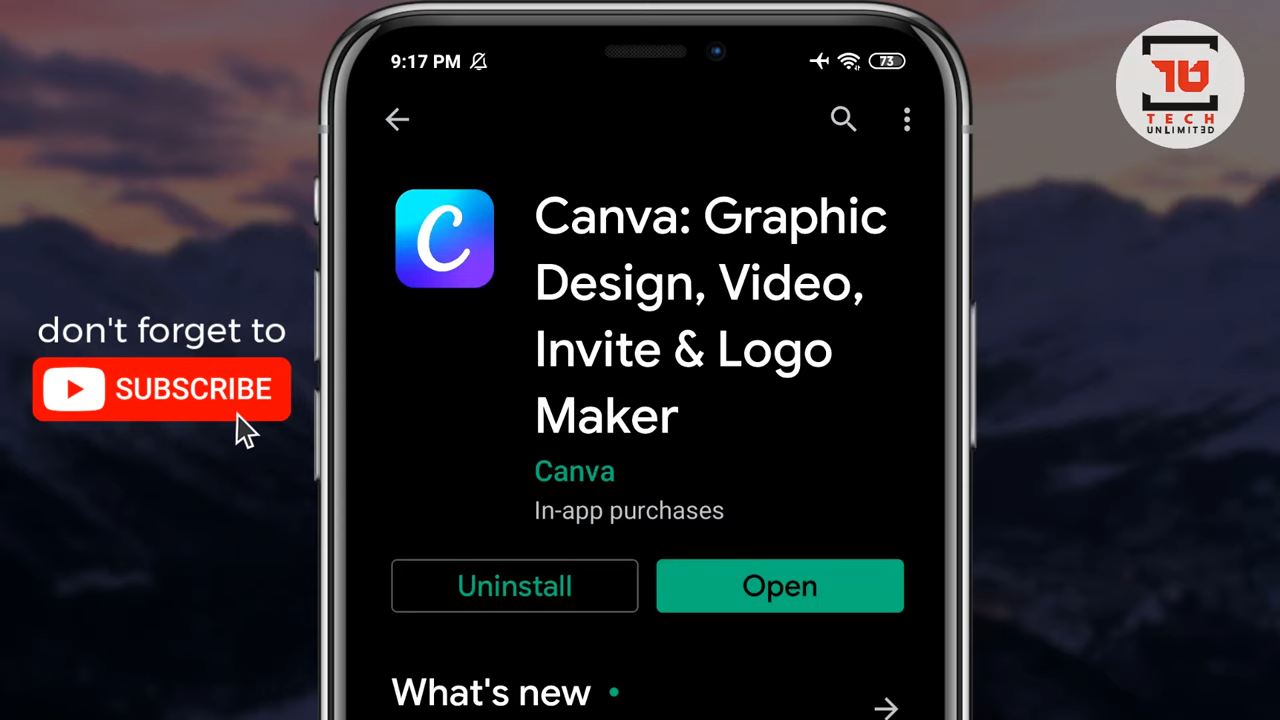 9:17 PM
73
TECH
UNLIMITED
C
Canva: Graphic
Design, Video,
Invite & Logo
Maker
Canva
In-app purchases
don't forget to
SUBSCRIBE
Uninstall
Open
What's new